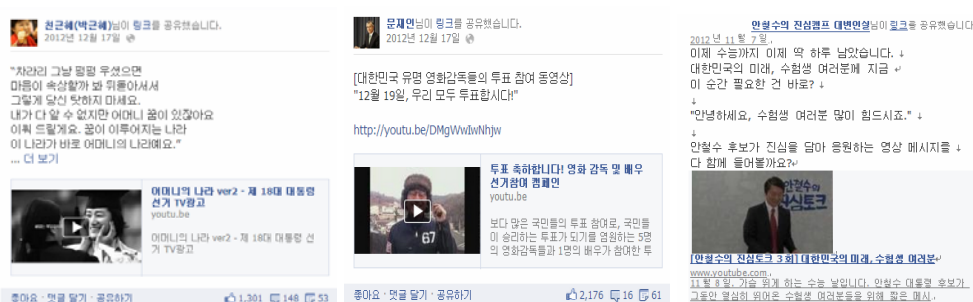 친근혜(박근혜)님이 링크를 공유했습니다.
2012년 12월 17일
"차라리 그냥 펑펑 우셨으면
마음이 속상할까 봐 뒤돌아서서
그렇게 당신 탓하지 마세요.
내가 다 알 수 없지만 어머니 꿈이 있잖아요
이뤄 드릴게요. 꿈이 이루어지는 나라
이 나라가 바로 어머니의 나라예요."
... 더 보기
어머니의 나라 ver2 - 제 18대 대통령
선거 TV광고
youtu.be
어머니의 나라 ver2 - 제 18대 대통령 선
거 TV광고
좋아요 · 댓글 달기 · 공유하기 1,301 148 53
문재인님이 링크를 공유했습니다.
2012년 12월 17일
[대한민국 유명 영화감독들의 투표 참여 동영상]
"12월 19일, 우리 모두 투표합시다!"
http://youtu.be/DMgWwIwNhjw
67
투표 축하합니다! 영화 감독 및 배우
선거참여 캠페인
youtu.be
보다 많은 국민들의 투표 참여로, 국민들
이 승리하는 투표가 되기를 염원하는 5명
의 영화감독들과 1명의 배우가 참여한 투
좋아요 · 댓글 달기 · 공유하기 2,176 16 61
안철수의 진심캠프 대변인실님이 링크를 공유했습니다
2012년 11월 7일.
이제 수능까지 이제 딱 하루 남았습니다. ↓
대한민국의 미래, 수험생 여러분께 지금 ↵
이 순간 필요한 건 바로? ↓
↓
"안녕하세요, 수험생 여러분 많이 힘드시죠." ↓
↓
안철수 후보가 진심을 담아 응원하는 영상 메시지를 ↓
다 함께 들어볼까요?↵
안철수의
진심토크
[안철수의 진심토크 3회] 대한민국의 미래, 수험생 여러분↵
www.youtube.com
11월 8일. 가슴 뛰게 하는 수능 날입니다. 안철수 대통령 후보가
그동안 열심히 뛰어온 수험생 여러분들을 위해 짧은 메시